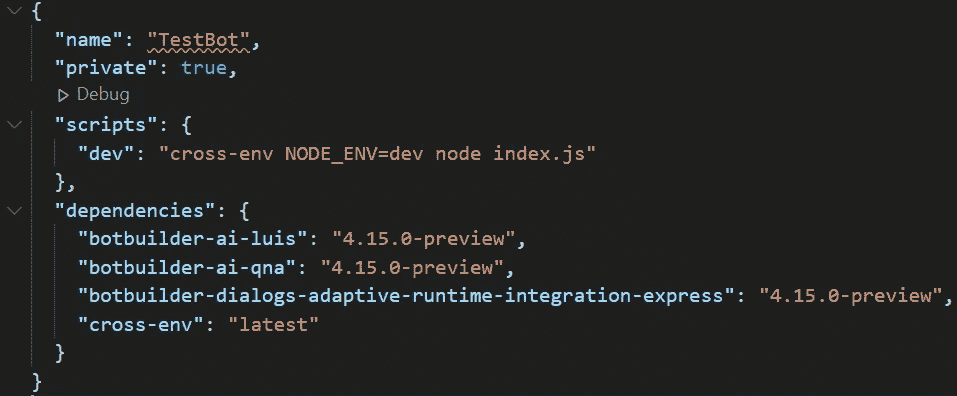 {
"name": "TestBot",
"private": true,
Debug
"scripts": {
"dev": "cross-env NODE_ENV=dev node index.js"
},
"dependencies": {
"botbuilder-ai-luis": "4.15.0-preview",
"botbuilder-ai-qna": "4.15.0-preview",
"botbuilder-dialogs-adaptive-runtime-integration-express": "4.15.0-preview",
"cross-env": "latest"
}
}